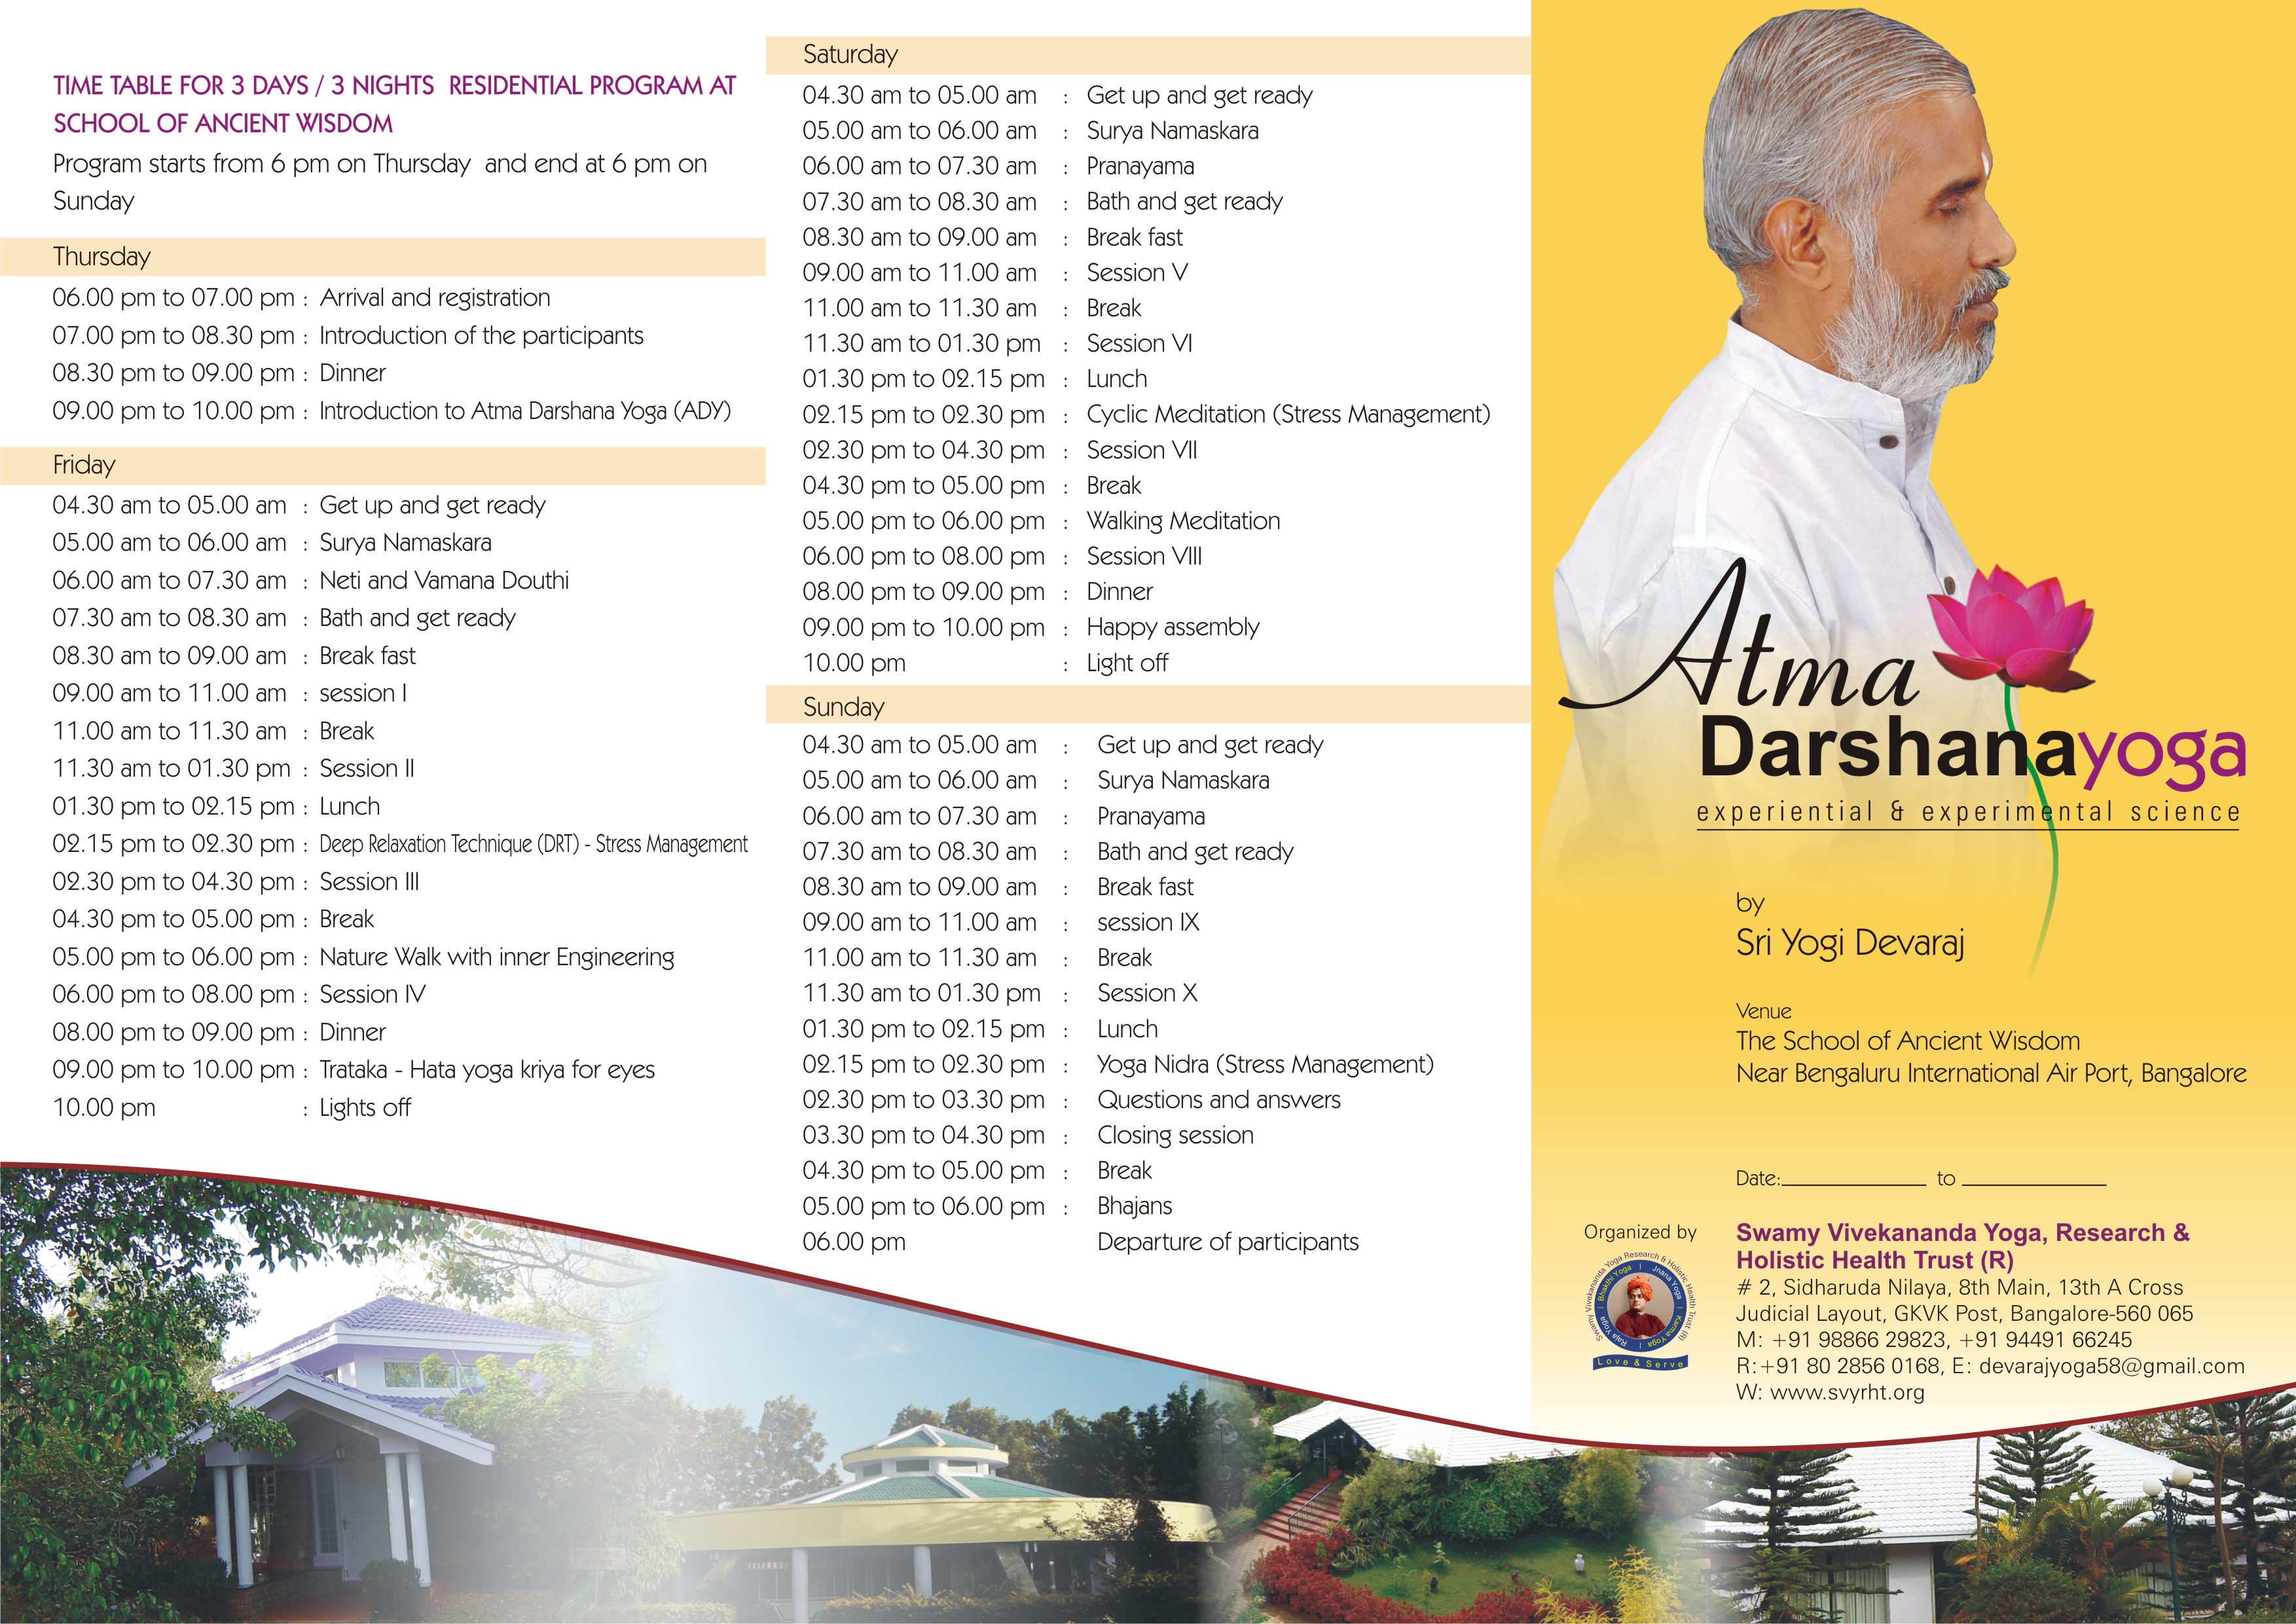 TIME TABLE FOR 3 DAYS / 3 NIGHTS RESIDENTIAL PROGRAM AT
SCHOOL OF ANCIENT WISDOM
Program starts from 6 pm on Thursday and end at 6 pm on
Sunday
Thursday
06.00 pm to 07.00 pm : Arrival and registration
07.00 pm to 08.30 pm : Introduction of the participants
08.30 pm to 09.00 pm : Dinner
09.00 pm to 10.00 pm : Introduction to Atma Darshana Yoga (ADY)
Friday
04.30 am to 05.00 am : Get up and get ready
05.00 am to 06.00 am : Surya Namaskara
06.00 am to 07.30 am : Neti and Vamana Douthi
07.30 am to 08.30 am : Bath and get ready
08.30 am to 09.00 am : Break fast
09.00 am to 11.00 am : session I
11.00 am to 11.30 am : Break
11.30 am to 01.30 pm : Session II
01.30 pm to 02.15 pm : Lunch
02.15 pm to 02.30 pm : Deep Relaxation Technique (DRT) - Stress Management
02.30 pm to 04.30 pm : Session III
04.30 pm to 05.00 pm : Break
05.00 pm to 06.00 pm : Nature Walk with inner Engineering
06.00 pm to 08.00 pm : Session IV
08.00 pm to 09.00 pm : Dinner
09.00 pm to 10.00 pm : Trataka - Hata yoga kriya for eyes
10.00 pm : Lights off
Saturday
04.30 am to 05.00 am : Get up and get ready
05.00 am to 06.00 am : Surya Namaskara
06.00 am to 07.30 am : Pranayama
07.30 am to 08.30 am : Bath and get ready
08.30 am to 09.00 am : Break fast
09.00 am to 11.00 am : Session V
11.00 am to 11.30 am : Break
11.30 am to 01.30 pm : Session VI
01.30 pm to 02.15 pm : Lunch
02.15 pm to 02.30 pm : Cyclic Meditation (Stress Management)
02.30 pm to 04.30 pm : Session VII
04.30 pm to 05.00 pm : Break
05.00 pm to 06.00 pm : Walking Meditation
06.00 pm to 08.00 pm : Session VIII
08.00 pm to 09.00 pm : Dinner
09.00 pm to 10.00 pm : Happy assembly
10.00 pm : Light off
Sunday
04.30 am to 05.00 am : Get up and get ready
05.00 am to 06.00 am : Surya Namaskara
06.00 am to 07.30 am : Pranayama
07.30 am to 08.30 am : Bath and get ready
08.30 am to 09.00 am : Break fast
09.00 am to 11.00 am : session IX
11.00 am to 11.30 am : Break
11.30 am to 01.30 pm : Session X
01.30 pm to 02.15 pm : Lunch
02.15 pm to 02.30 pm : Yoga Nidra (Stress Management)
02.30 pm to 03.30 pm : Questions and answers
03.30 pm to 04.30 pm : Closing session
04.30 pm to 05.00 pm : Break
05.00 pm to 06.00 pm : Bhajans
06.00 pm Departure of participants
Atma
Darshanayoga
experiential & experimental science
by
Sri Yogi Devaraj
Venue
The School of Ancient Wisdom
Near Bengaluru International Air Port, Bangalore
Date: to
Organized by
Swamy Vivekananda Yoga Research & Holistic Health Trust (R)
Bhakthi Yoga | Jnana Yoga | Karma Yoga | Raja Yoga
Love & Serve
Swamy Vivekananda Yoga, Research &
Holistic Health Trust (R)
# 2, Sidharuda Nilaya, 8th Main, 13th A Cross
Judicial Layout, GKVK Post, Bangalore-560 065
M: +91 98866 29823, +91 94491 66245
R:+91 80 2856 0168, E: devarajyoga58@gmail.com
W: www.svyrht.org